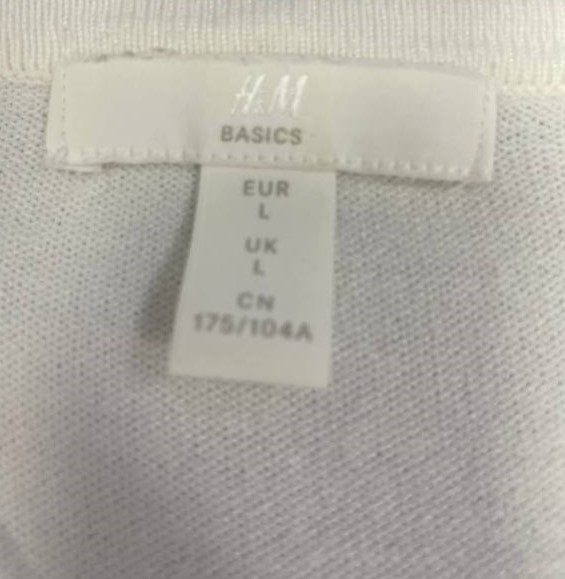 H&M
BASICS
EUR
L
UK
L
CN
175/104A